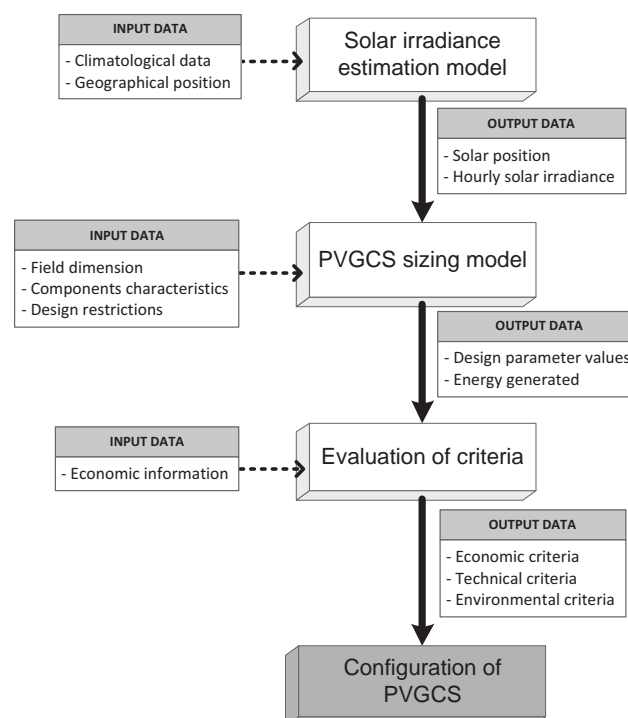 INPUT DATA
- Climatological data
- Geographical position
Solar irradiance
estimation model
OUTPUT DATA
- Solar position
- Hourly solar irradiance
INPUT DATA
- Field dimension
- Components characteristics
- Design restrictions
PVGCS sizing model
OUTPUT DATA
- Design parameter values
- Energy generated
INPUT DATA
- Economic information
Evaluation of criteria
OUTPUT DATA
- Economic criteria
- Technical criteria
- Environmental criteria
Configuration of
PVGCS